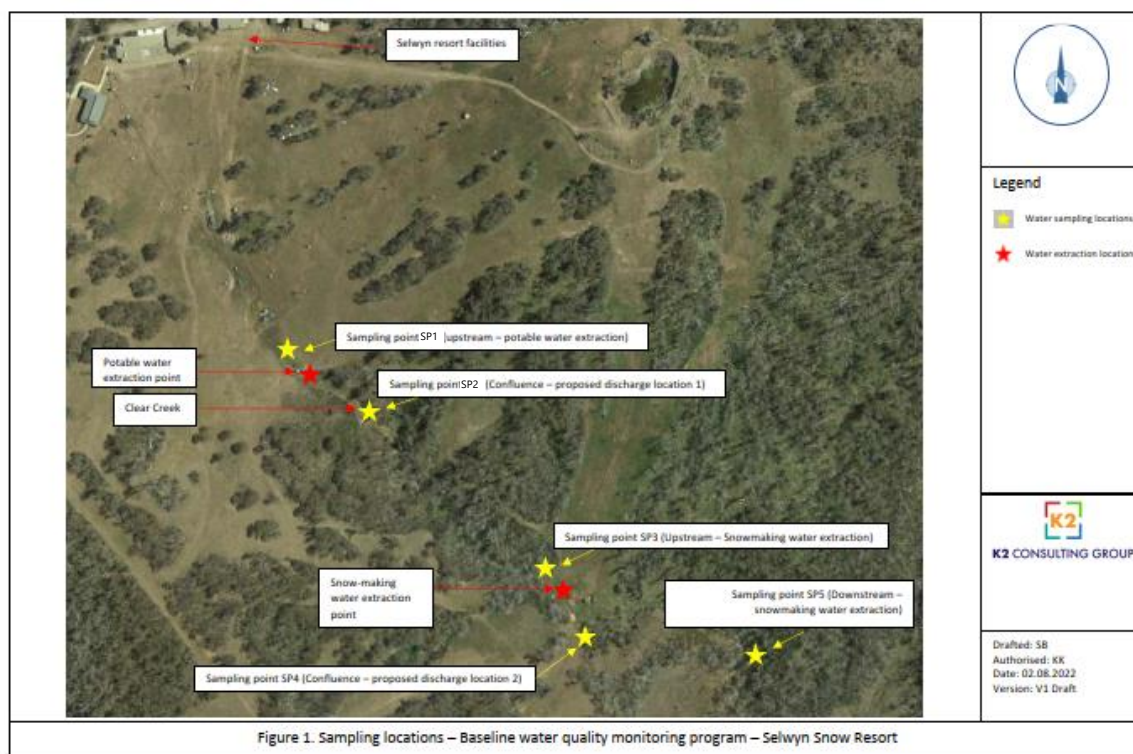 Selwyn resort facilities
N
Legend
Water sampling locations
Water extraction location
Sampling point SP1 (upstream – potable water extraction)
Potable water
extraction point
Sampling point SP2 (Confluence – proposed discharge location 1)
Clear Creek
Sampling point SP3 (Upstream – Snowmaking water extraction)
Snow-making
water extraction
point
Sampling point SP5 (Downstream –
snowmaking water extraction)
Sampling point SP4 (Confluence – proposed discharge location 2)
K2
K2 CONSULTING GROUP
Drafted: SB
Authorised: KK
Date: 02.08.2022
Version: V1 Draft
Figure 1. Sampling locations – Baseline water quality monitoring program – Selwyn Snow Resort